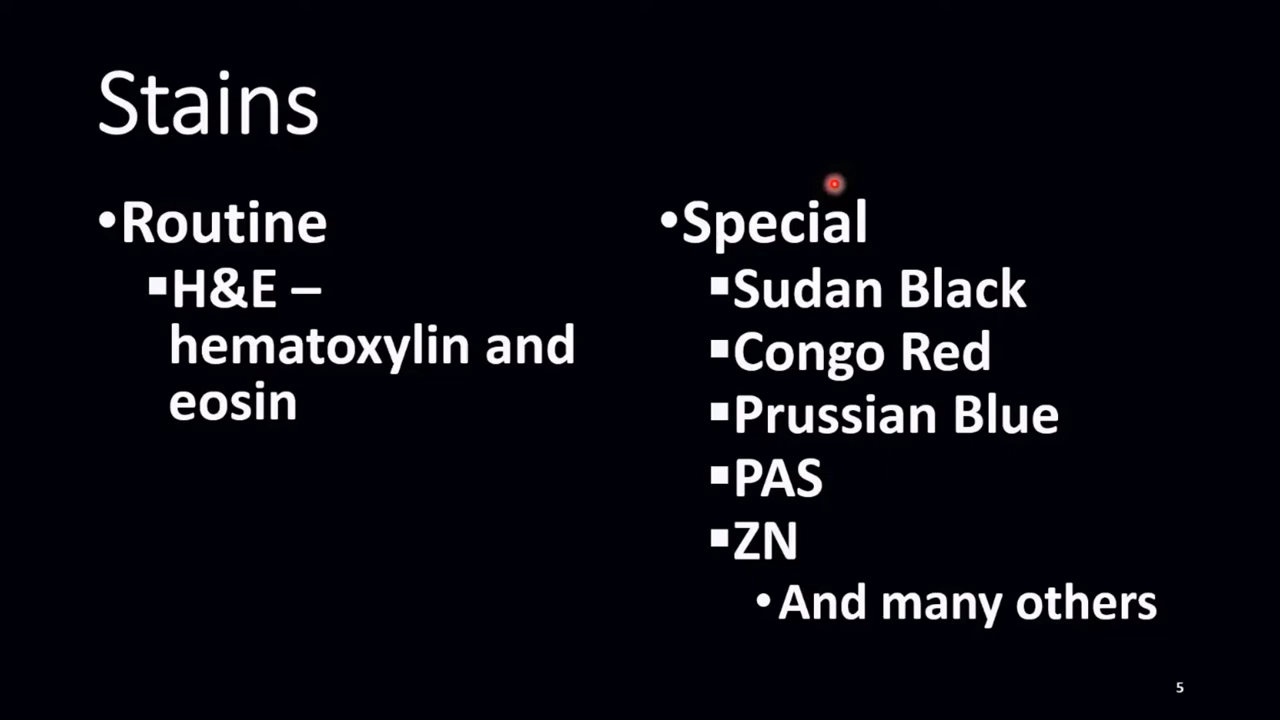 Stains
•Routine
▪H&E –
hematoxylin and
eosin
•Special
▪Sudan Black
▪Congo Red
▪Prussian Blue
▪PAS
▪ZN
•And many others
5